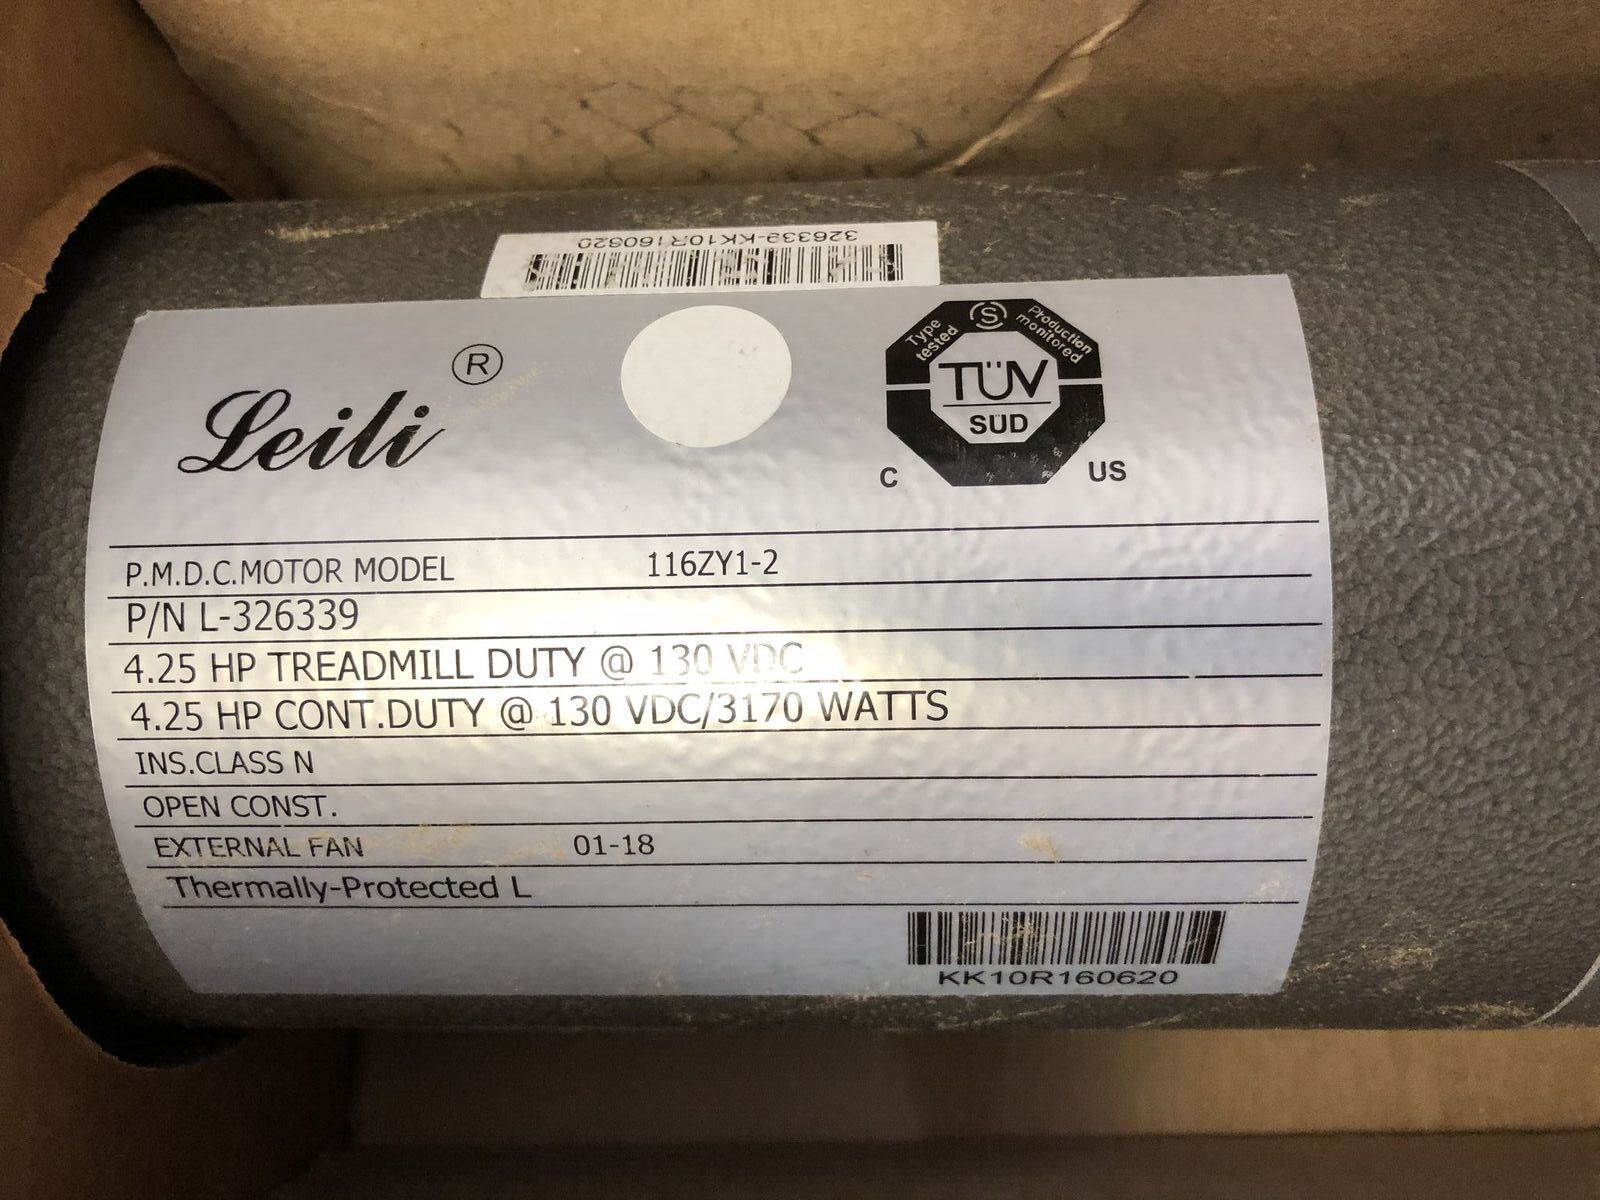 326339-KK10R160620
Leili ®
Type tested
S
Production monitored
TÜV
SÜD
C US
P.M.D.C.MOTOR MODEL 116ZY1-2
P/N L-326339
4.25 HP TREADMILL DUTY @ 130 VDC
4.25 HP CONT.DUTY @ 130 VDC/3170 WATTS
INS.CLASS N
OPEN CONST.
EXTERNAL FAN 01-18
Thermally-Protected L
KK10R160620